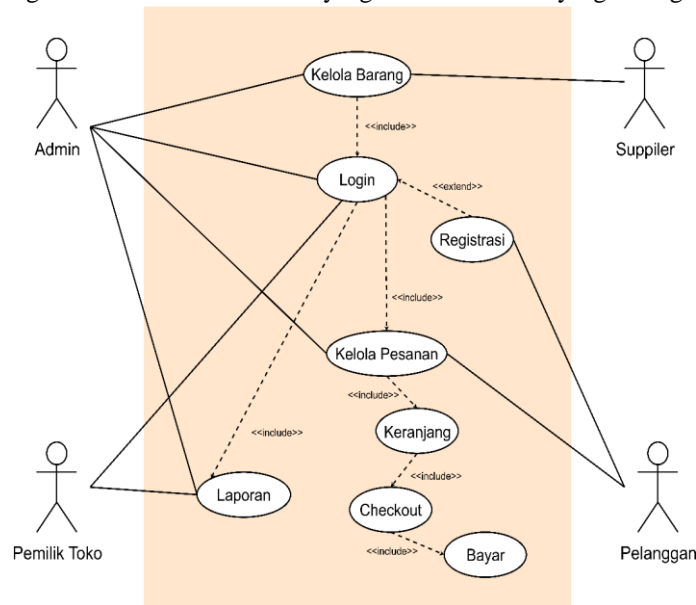 Kelola Barang
Admin
Suppiler
<<include>>
Login
<<extend>>
Registrasi
<<include>>
Kelola Pesanan
<<include>>
Keranjang
<<include>>
<<include>>
Laporan
Checkout
<<include>>
Bayar
Pemilik Toko
Pelanggan